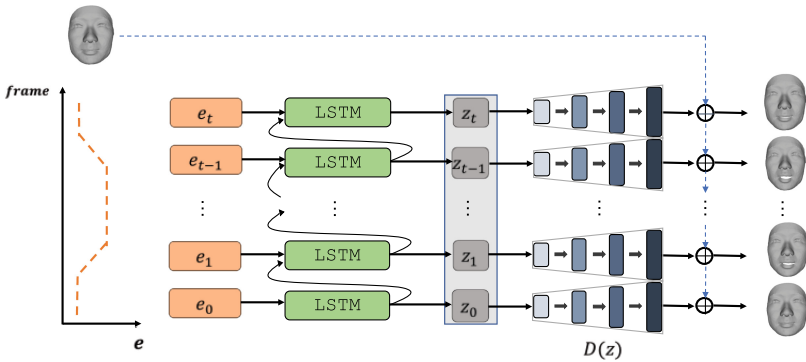 frame
e_t LSTM z_t
e_{t−1} LSTM z_{t−1}
⋮ ⋮ ⋮ ⋮ ⋮
e_1 LSTM z_1
e_0 LSTM z_0
e
D(z)